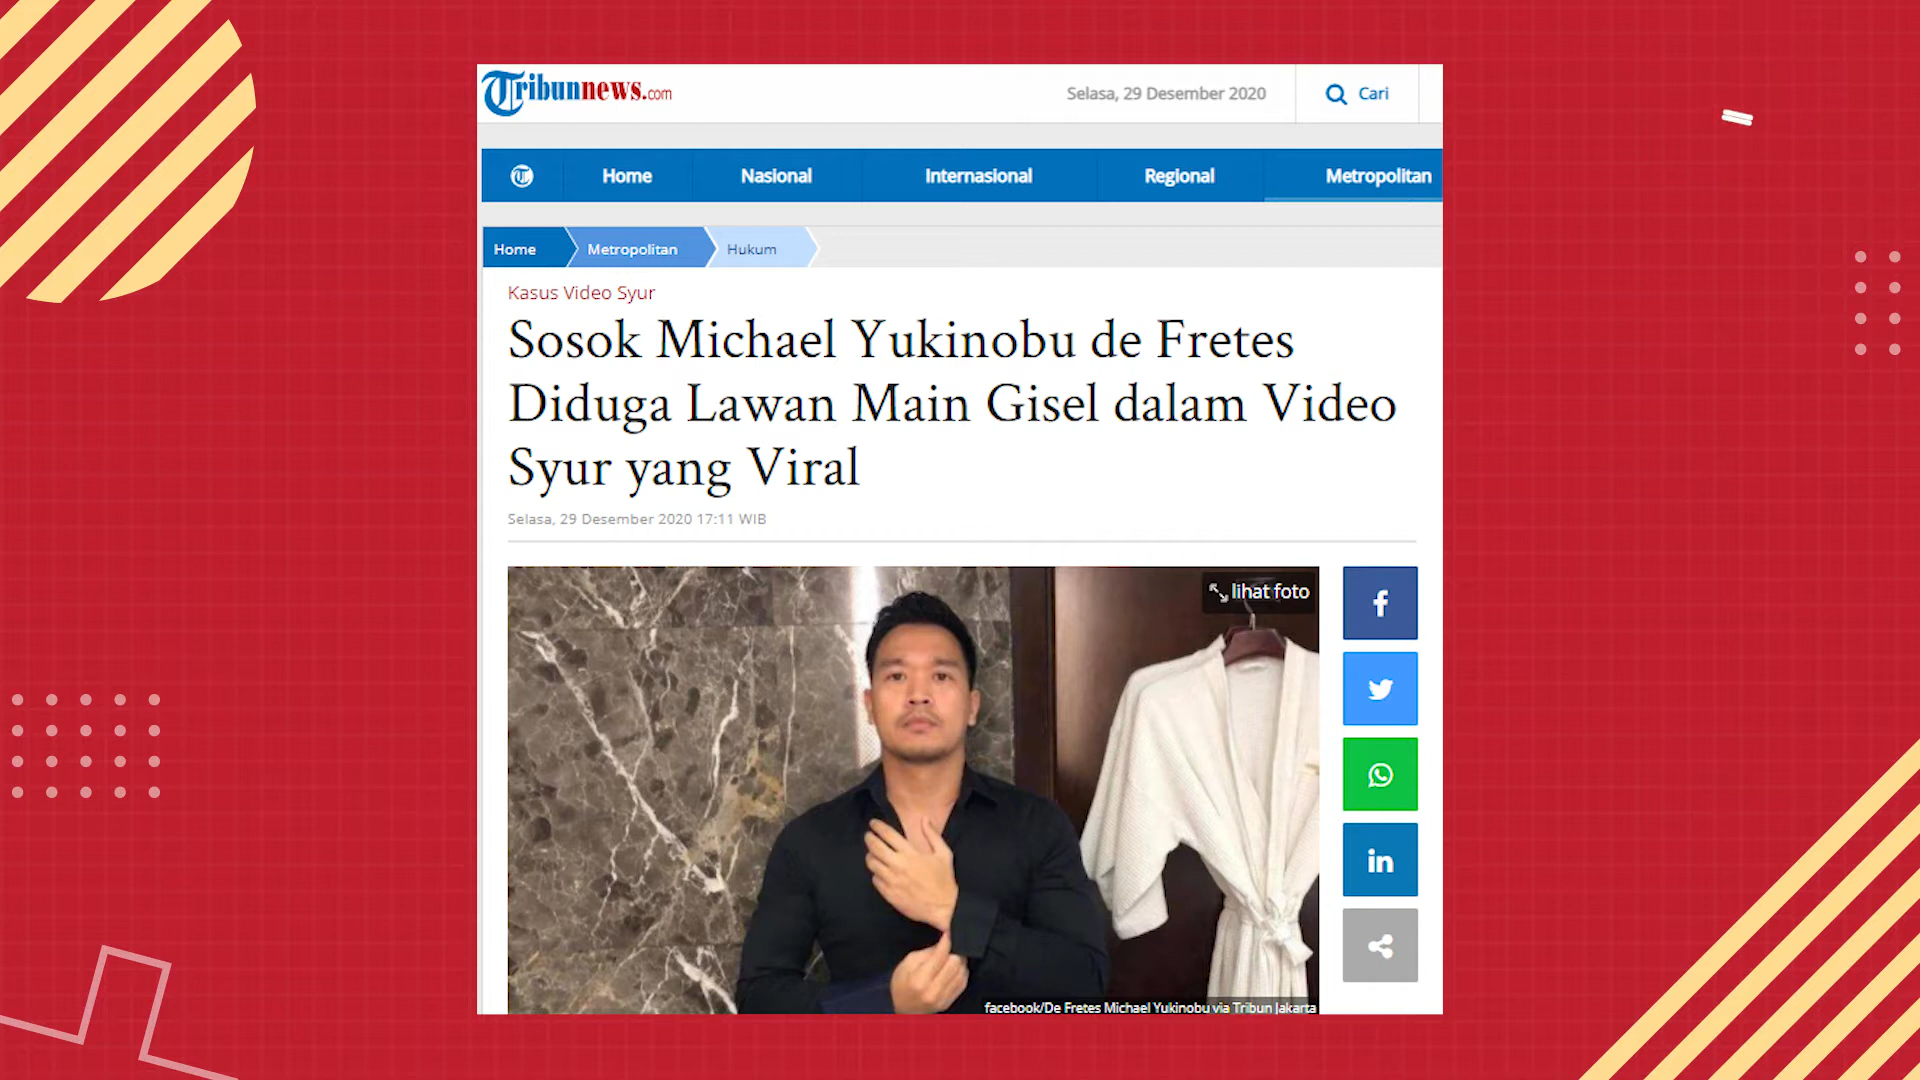 Tribunnews.com
Selasa, 29 Desember 2020
Cari
Home
Nasional
Internasional
Regional
Metropolitan
Home
Metropolitan
Hukum
Kasus Video Syur
Sosok Michael Yukinobu de Fretes
Diduga Lawan Main Gisel dalam Video
Syur yang Viral
Selasa, 29 Desember 2020 17:11 WIB
lihat foto
facebook/De Fretes Michael Yukinobu via Tribun Jakarta